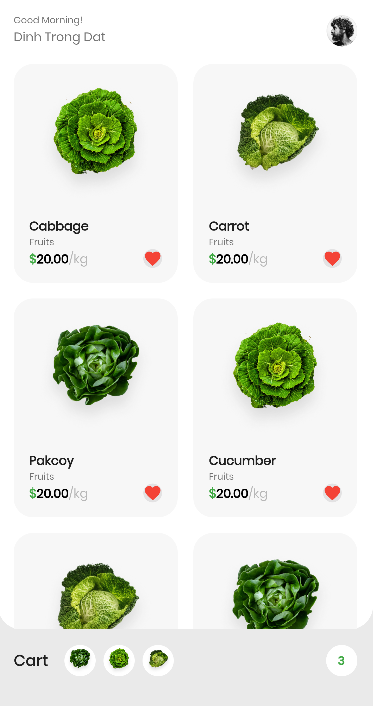 Good Morning!
Dinh Trong Dat
Cabbage
Fruits
$20.00/kg
Carrot
Fruits
$20.00/kg
Pakcoy
Fruits
$20.00/kg
Cucumber
Fruits
$20.00/kg
Cart
3